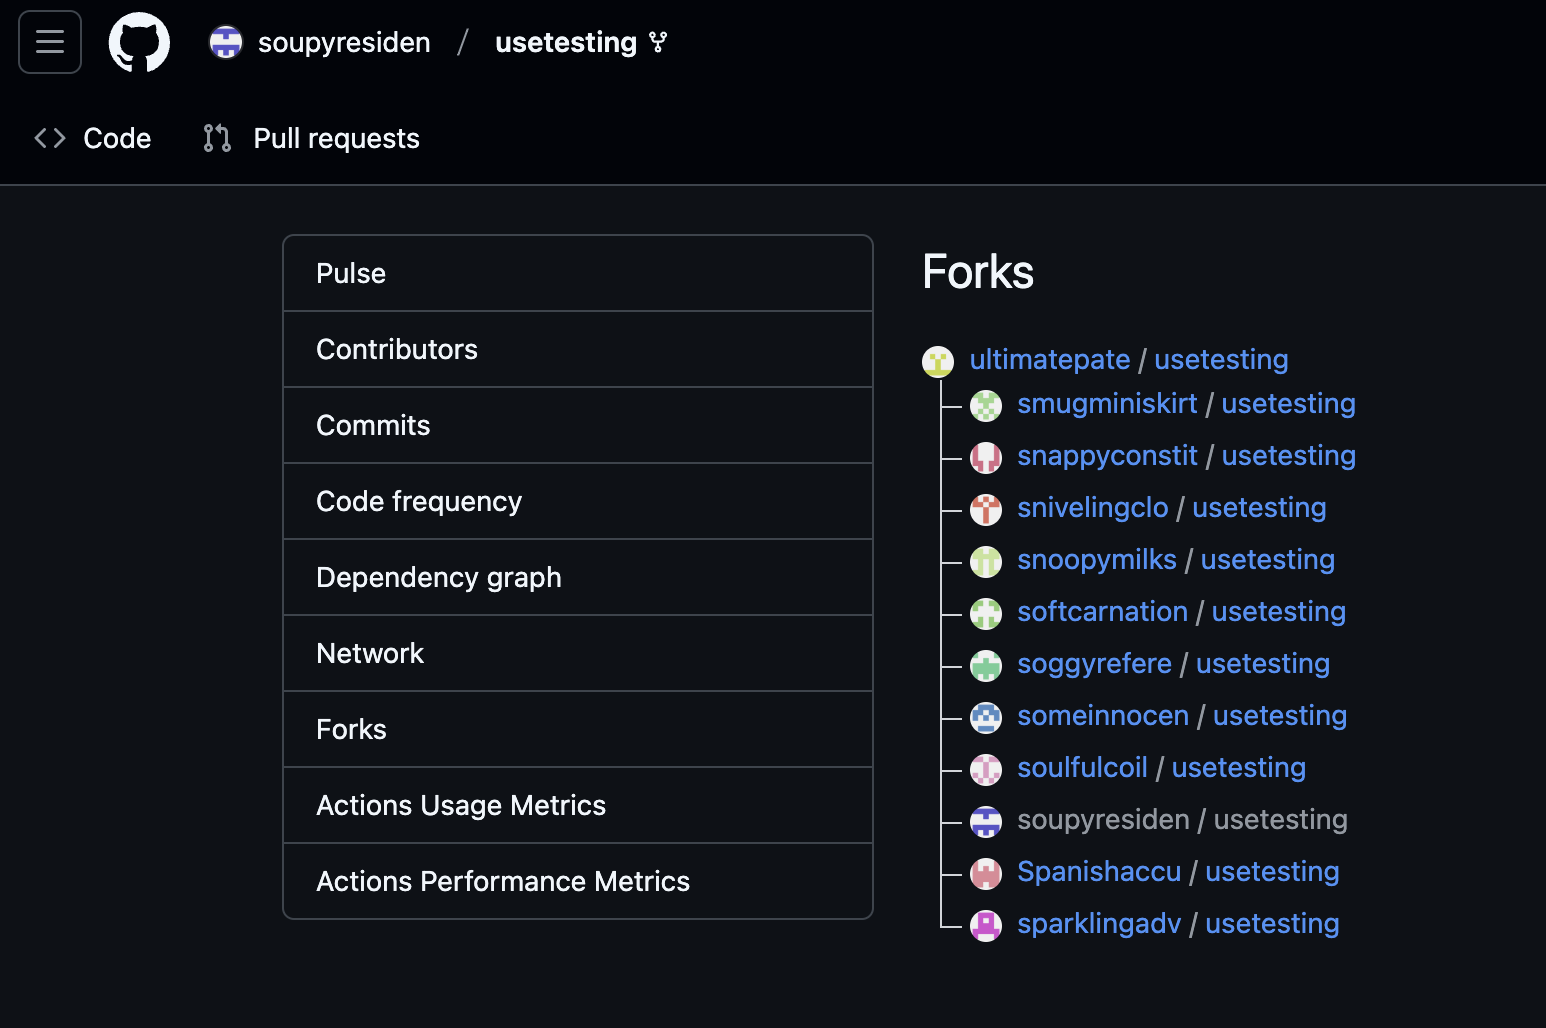 soupyresiden / usetesting
Code Pull requests
Pulse
Contributors
Commits
Code frequency
Dependency graph
Network
Forks
Actions Usage Metrics
Actions Performance Metrics
Forks
ultimatepate / usetesting
smugminiskirt / usetesting
snappyconstit / usetesting
snivelingclo / usetesting
snoopymilks / usetesting
softcarnation / usetesting
soggyrefere / usetesting
someinnocen / usetesting
soulfulcoil / usetesting
soupyresiden / usetesting
Spanishaccu / usetesting
sparklingadv / usetesting